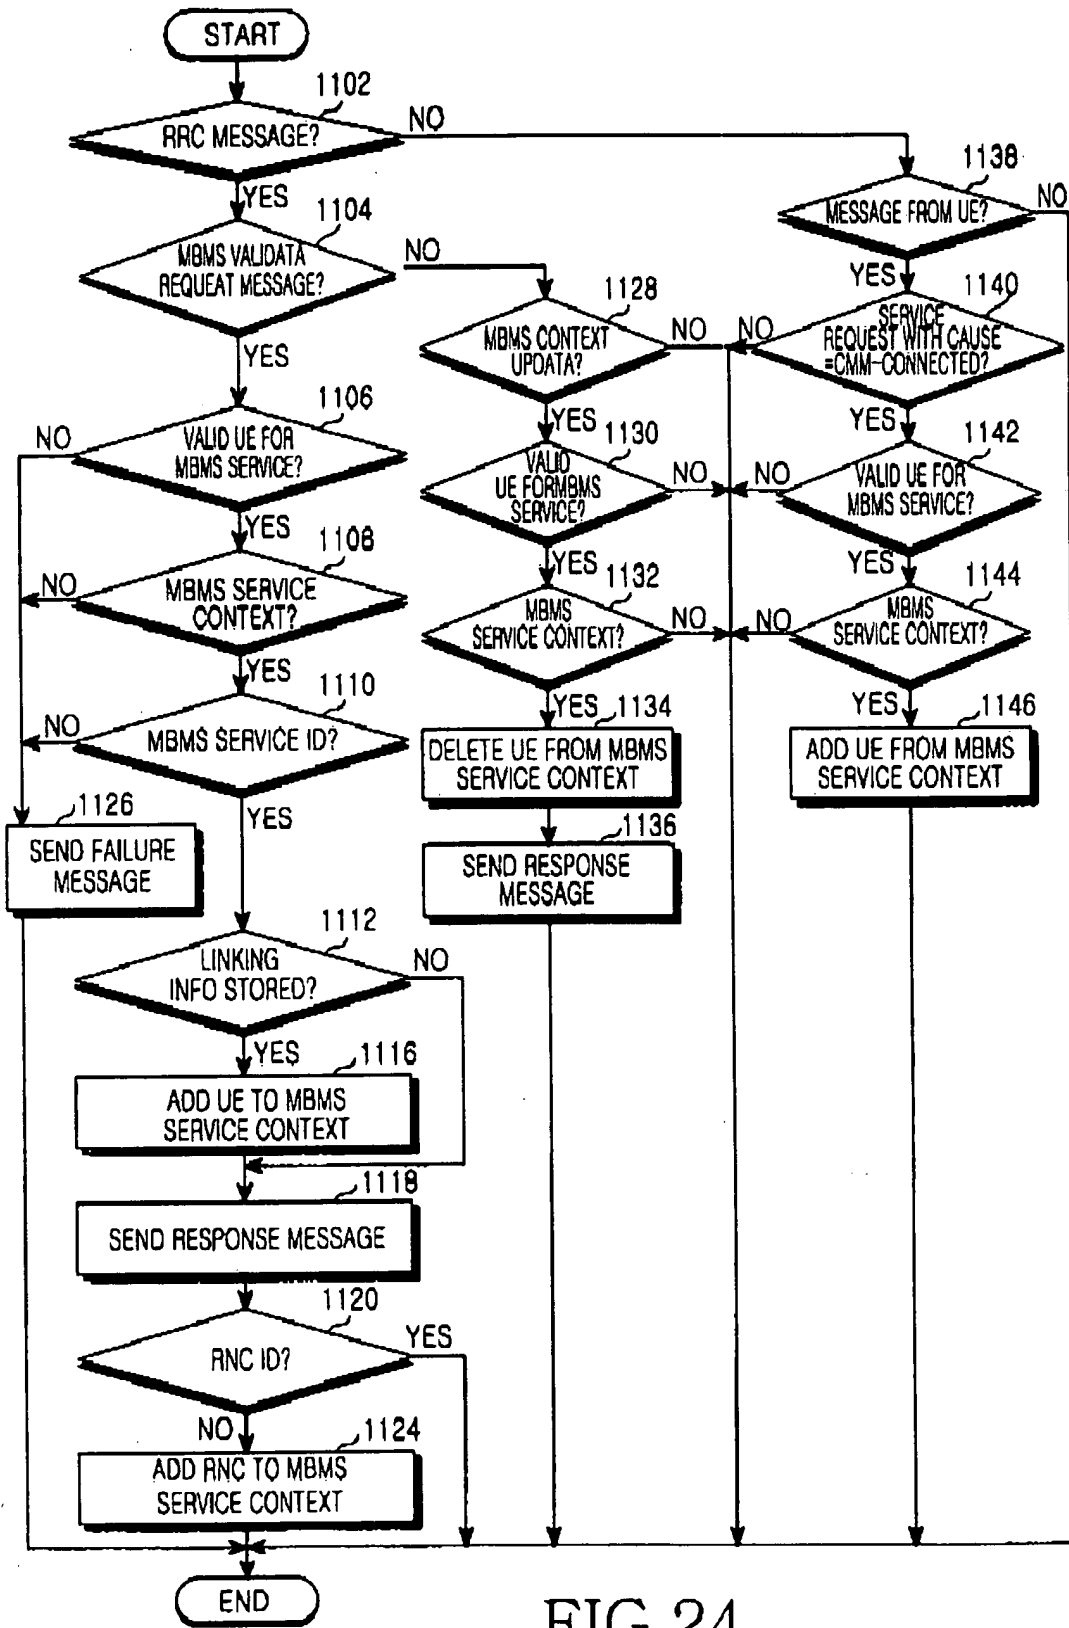 START
1102
RRC MESSAGE?
NO
YES
1104
MBMS VALIDATA
REQUEAT MESSAGE?
NO
YES
1106
NO
VALID UE FOR
MBMS SERVICE?
YES
1108
NO
MBMS SERVICE
CONTEXT?
YES
1110
NO
MBMS SERVICE ID?
YES
1126
SEND FAILURE
MESSAGE
1112
LINKING
INFO STORED?
NO
YES
1116
ADD UE TO MBMS
SERVICE CONTEXT
1118
SEND RESPONSE MESSAGE
1120
RNC ID?
YES
NO
1124
ADD RNC TO MBMS
SERVICE CONTEXT
END
1128
MBMS CONTEXT
UPDATA?
NO
YES
1130
VALID
UE FORMBMS
SERVICE?
NO
YES
1132
MBMS
SERVICE CONTEXT?
NO
YES
1134
DELETE UE FROM MBMS
SERVICE CONTEXT
1136
SEND RESPONSE
MESSAGE
1138
MESSAGE FROM UE?
NO
YES
1140
NO
SERVICE
REQUEST WITH CAUSE
=CMM-CONNECTED?
YES
1142
NO
VALID UE FOR
MBMS SERVICE?
YES
1144
NO
MBMS
SERVICE CONTEXT?
YES
1146
ADD UE FROM MBMS
SERVICE CONTEXT
FIG.24